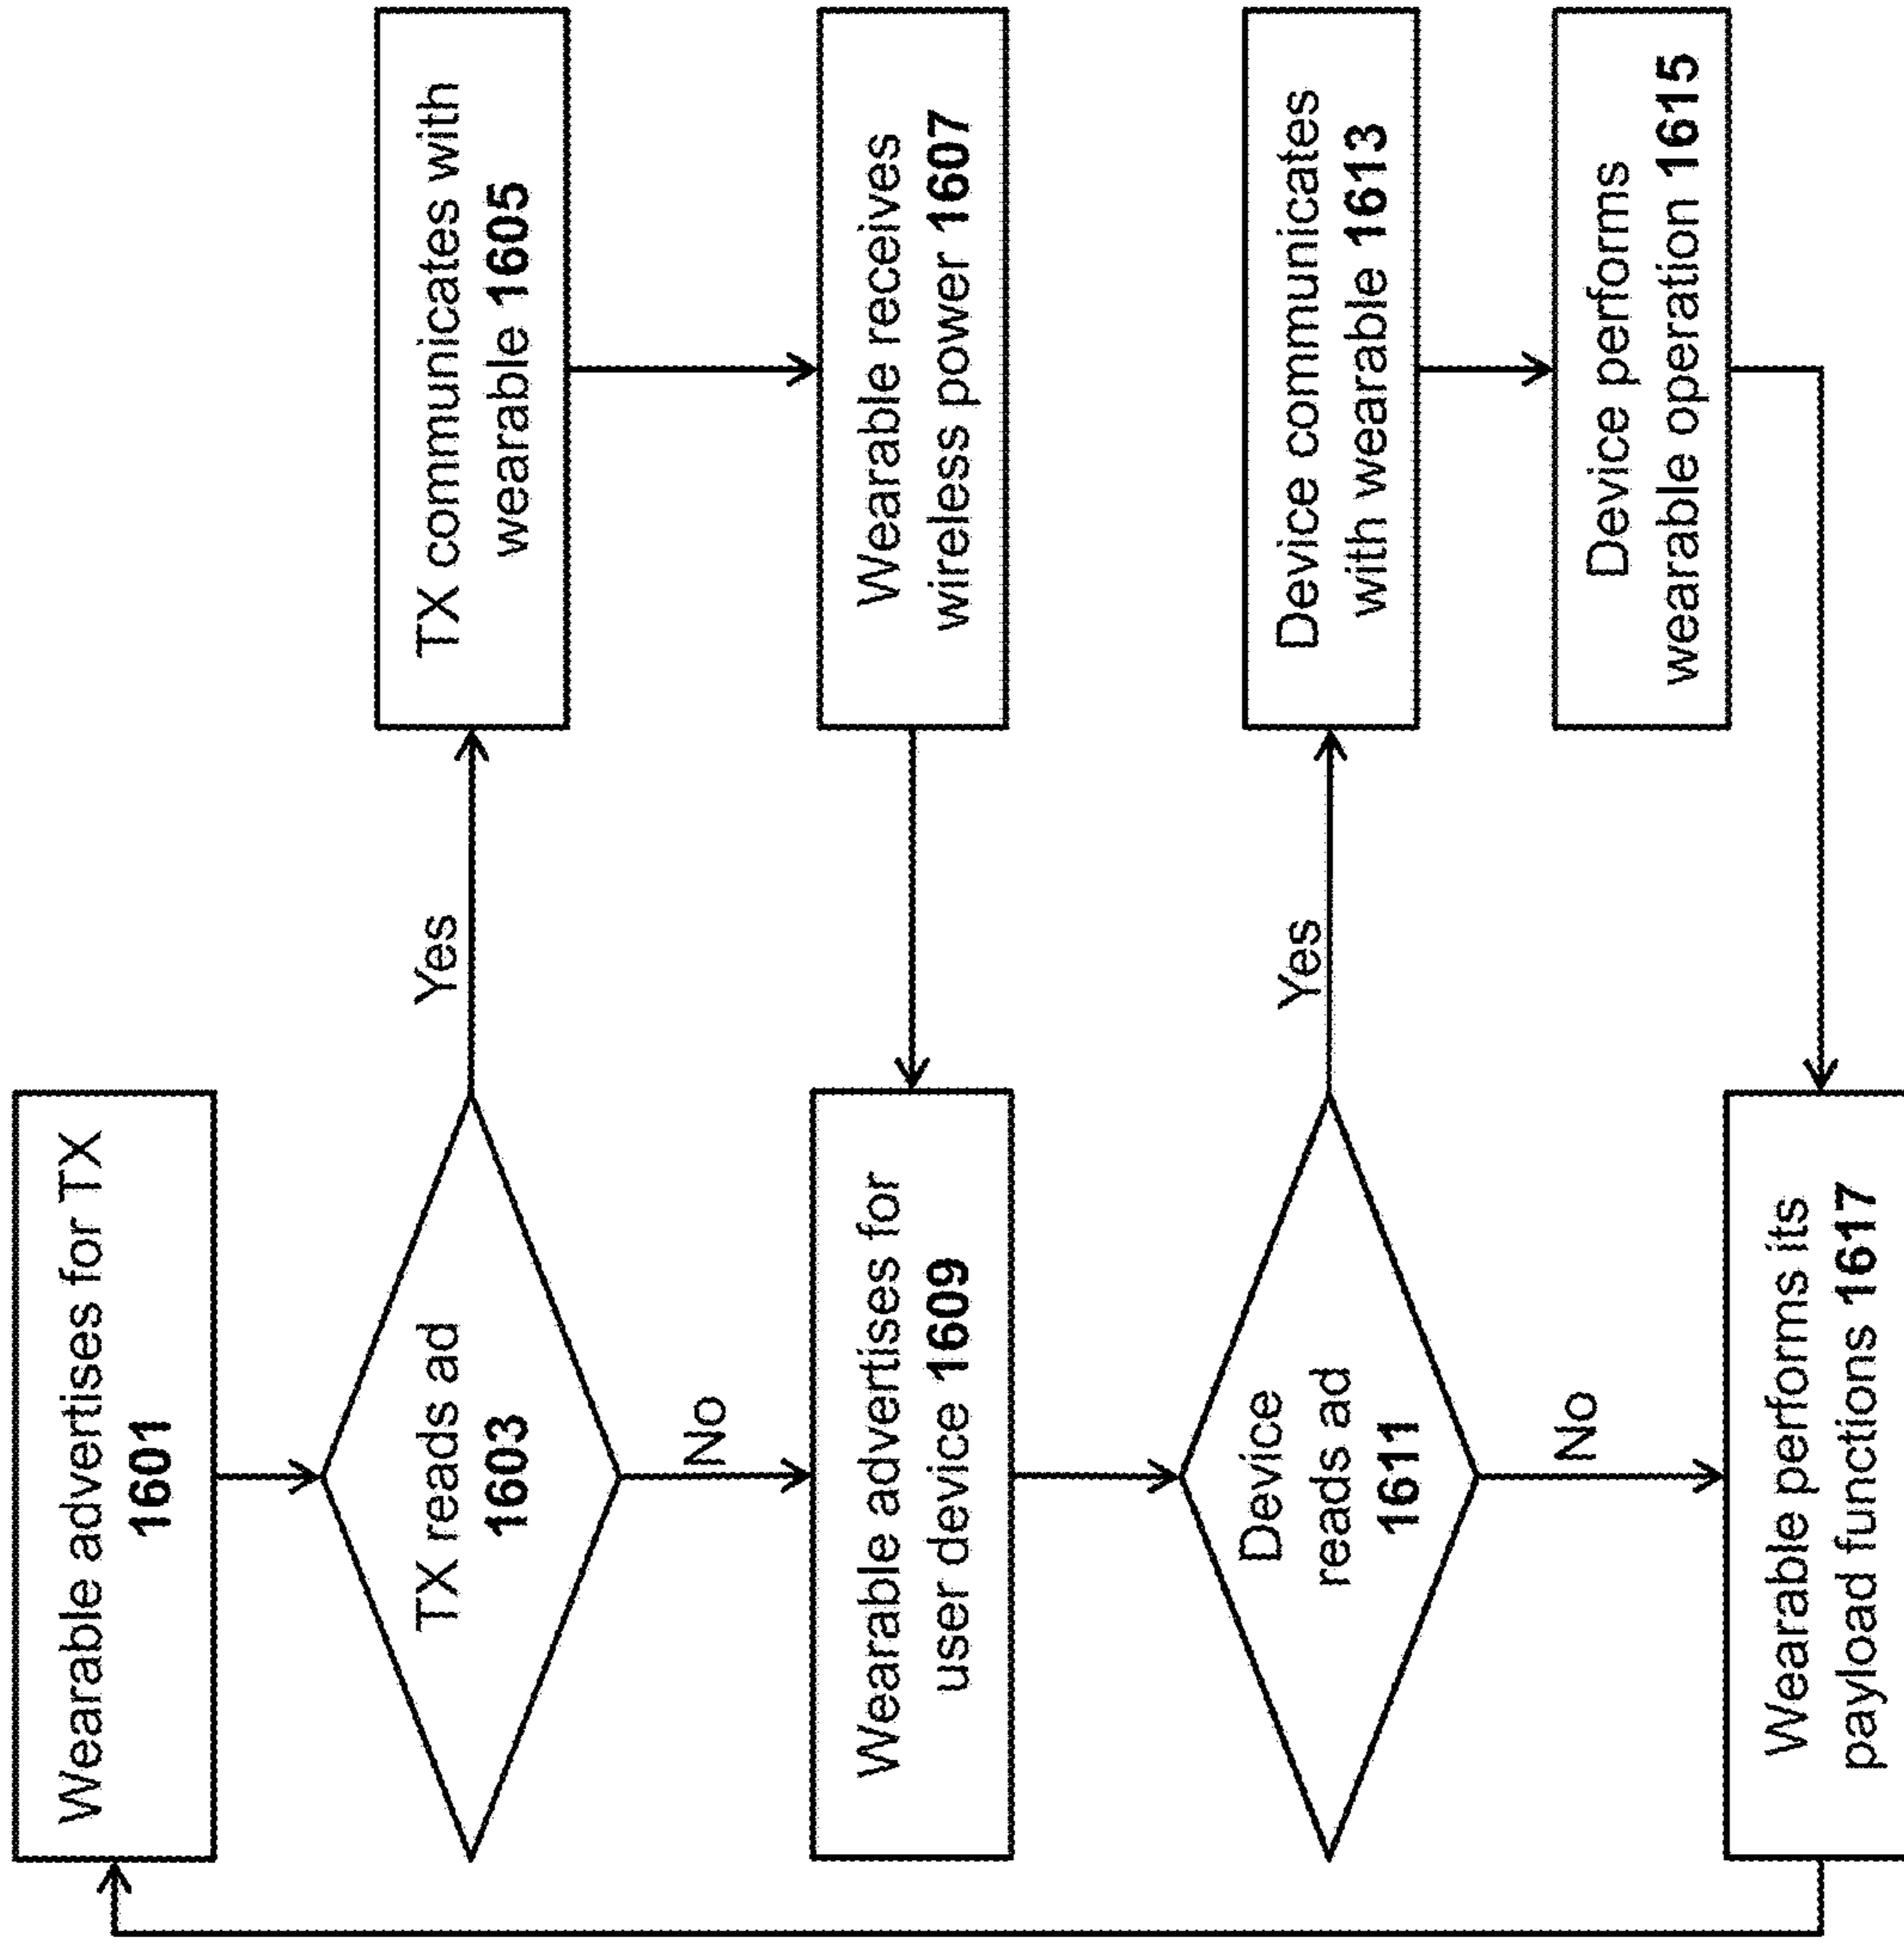 Wearable advertises for TX
1601
TX reads ad
1603
Yes
TX communicates with
wearable 1605
No
Wearable receives
wireless power 1607
Wearable advertises for
user device 1609
Device
reads ad
1611
Yes
Device communicates
with wearable 1613
No
Device performs
wearable operation 1615
Wearable performs its
payload functions 1617